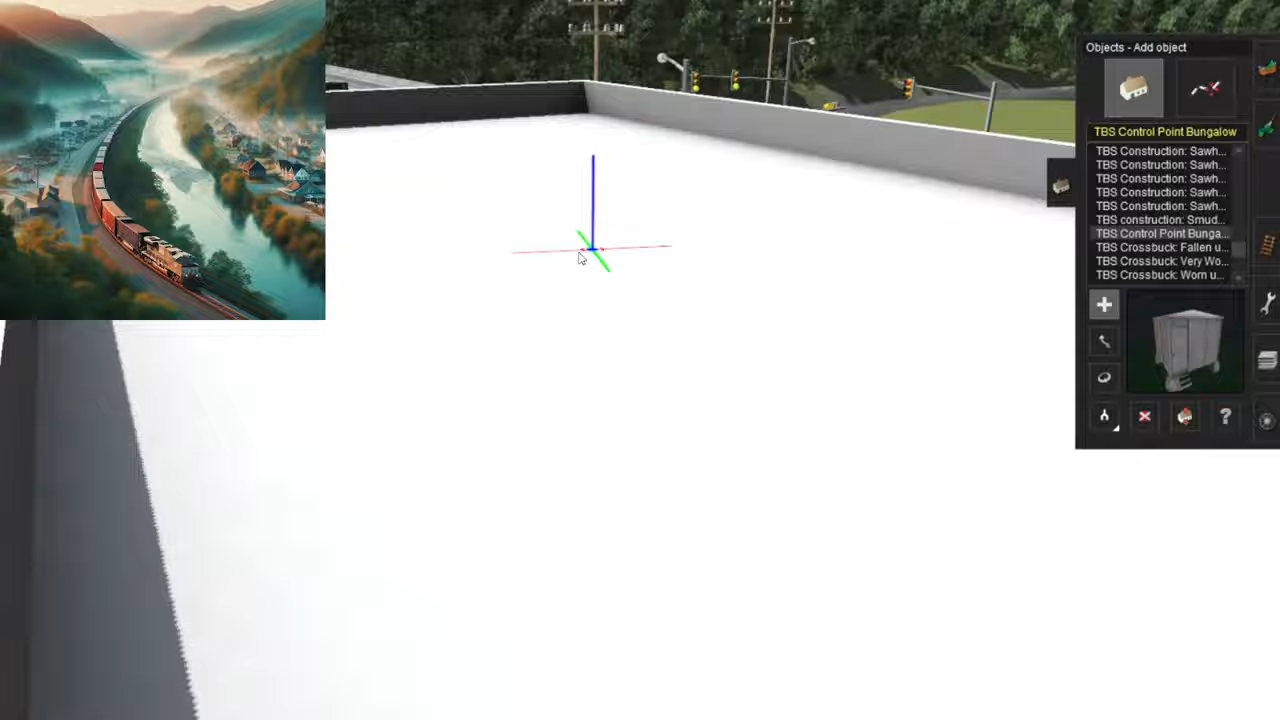 Objects - Add object
TBS Control Point Bungalow
TBS Construction: Sawh...
TBS Construction: Sawh...
TBS Construction: Sawh...
TBS Construction: Sawh...
TBS Construction: Sawh...
TBS construction: Smud...
TBS Control Point Bunga...
TBS Crossbuck: Fallen u...
TBS Crossbuck: Very Wo...
TBS Crossbuck: Worn u...
?